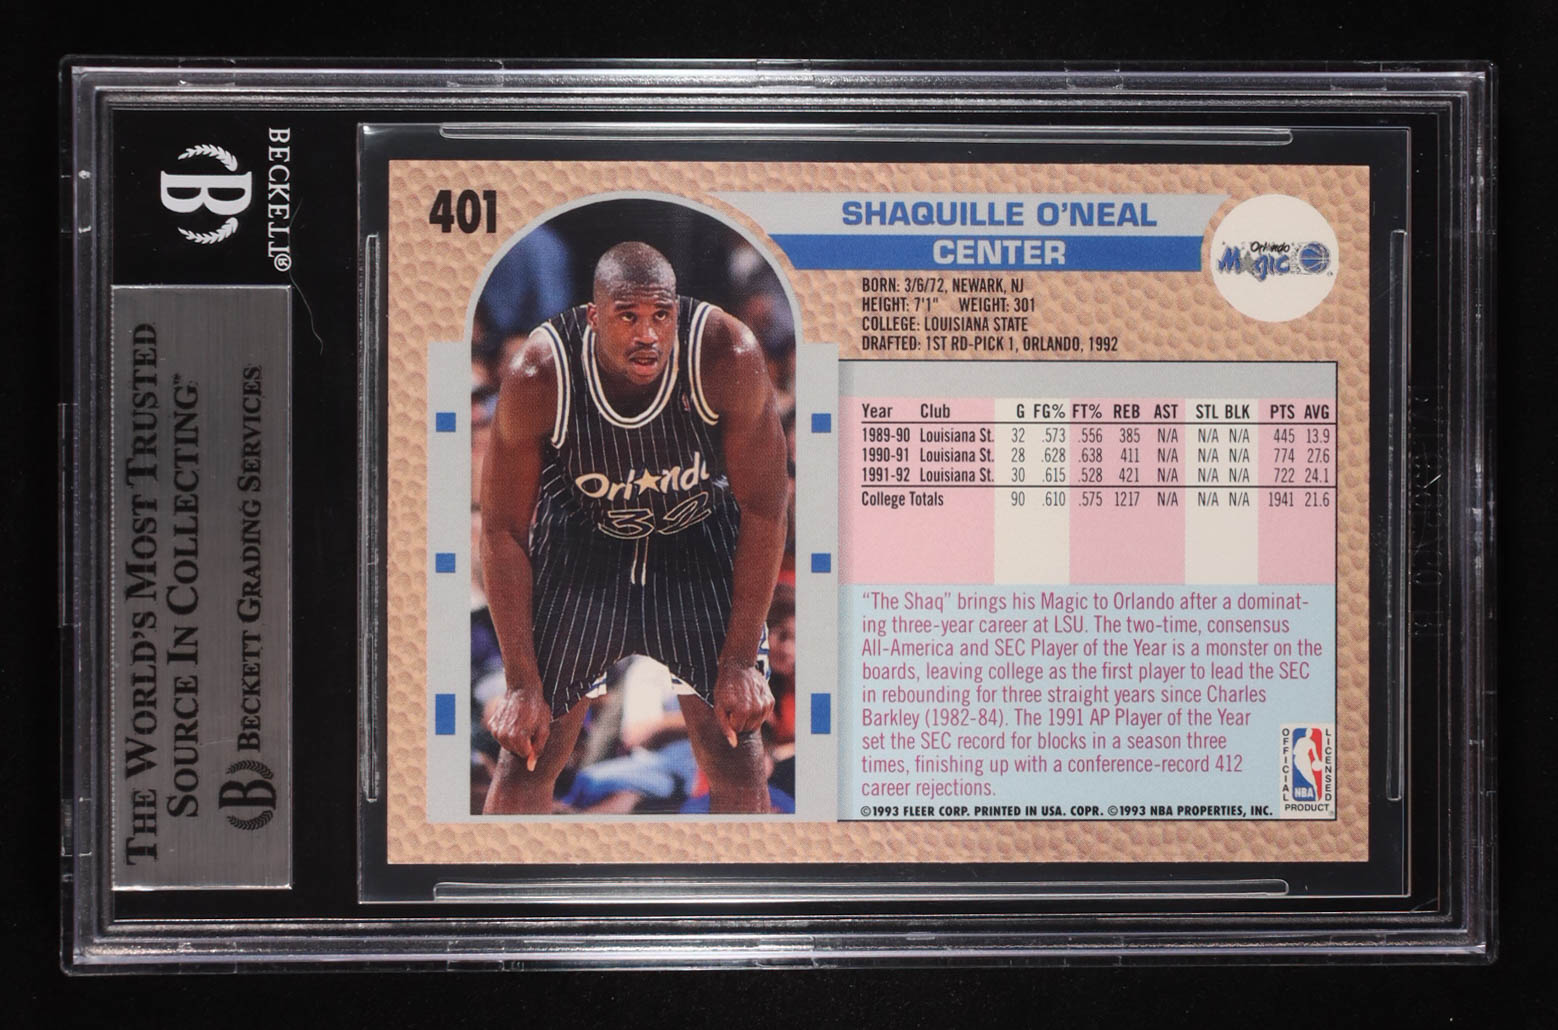 BECKETT®
THE WORLD'S MOST TRUSTED
SOURCE IN COLLECTING™
BECKETT GRADING SERVICES
401
SHAQUILLE O'NEAL
CENTER
Orlando
Magic
BORN: 3/6/72, NEWARK, NJ
HEIGHT: 7'1" WEIGHT: 301
COLLEGE: LOUISIANA STATE
DRAFTED: 1ST RD-PICK 1, ORLANDO, 1992
Orlando
32
Year Club G FG% FT% REB AST STL BLK PTS AVG
1989-90 Louisiana St. 32 .573 .556 385 N/A N/A N/A 445 13.9
1990-91 Louisiana St. 28 .628 .638 411 N/A N/A N/A 774 27.6
1991-92 Louisiana St. 30 .615 .528 421 N/A N/A N/A 722 24.1
College Totals 90 .610 .575 1217 N/A N/A N/A 1941 21.6
"The Shaq" brings his Magic to Orlando after a dominat-
ing three-year career at LSU. The two-time, consensus
All-America and SEC Player of the Year is a monster on the
boards, leaving college as the first player to lead the SEC
in rebounding for three straight years since Charles
Barkley (1982-84). The 1991 AP Player of the Year
set the SEC record for blocks in a season three
times, finishing up with a conference-record 412
career rejections.
OFFICIAL LICENSED
NBA
PRODUCT
©1993 FLEER CORP. PRINTED IN USA. COPR. ©1993 NBA PROPERTIES, INC.